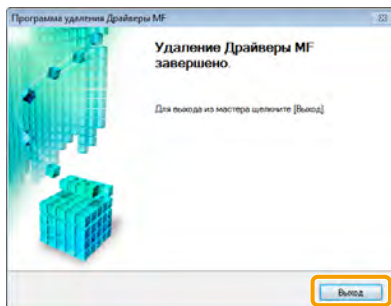 Программа удаления Драйверы MF
Удаление Драйверы MF
завершено.
Для выхода из мастера щелкните [Выход].
Выход